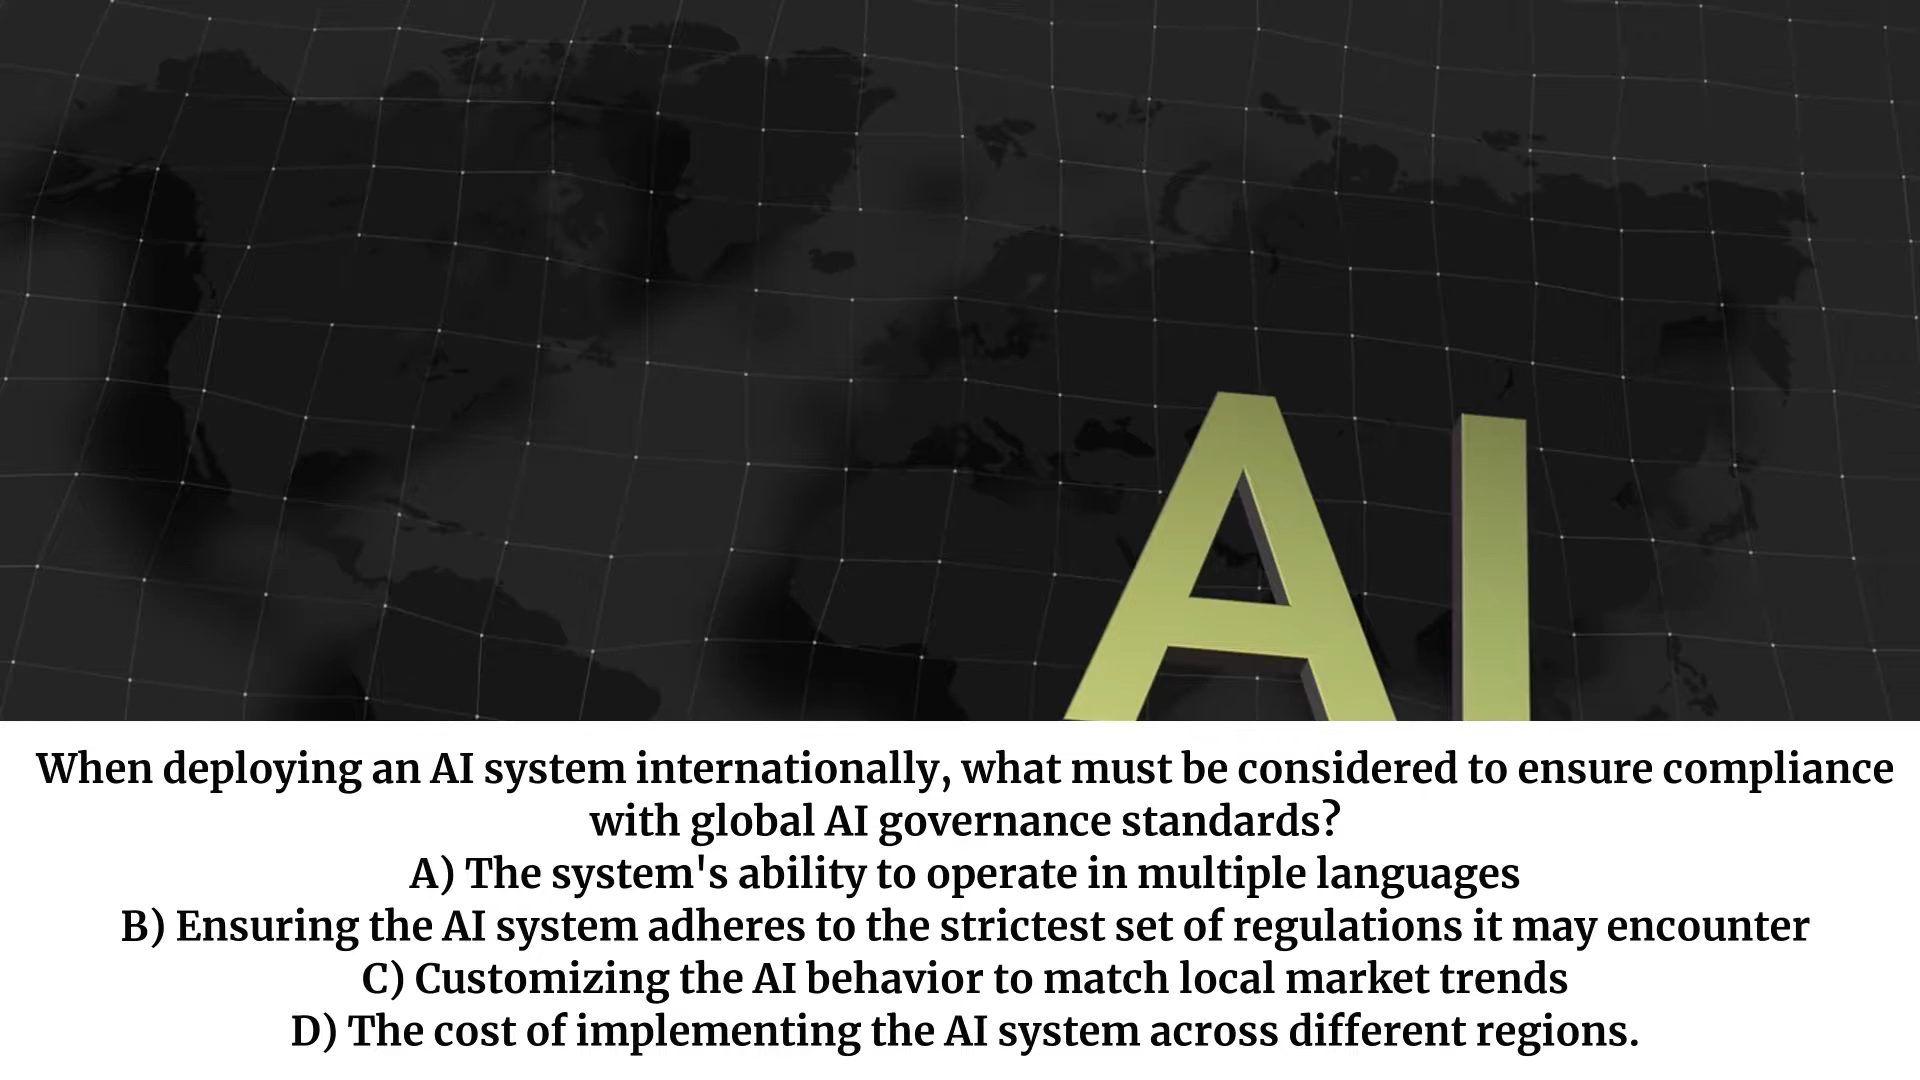 AI
When deploying an AI system internationally, what must be considered to ensure compliance
with global AI governance standards?
A) The system's ability to operate in multiple languages
B) Ensuring the AI system adheres to the strictest set of regulations it may encounter
C) Customizing the AI behavior to match local market trends
D) The cost of implementing the AI system across different regions.